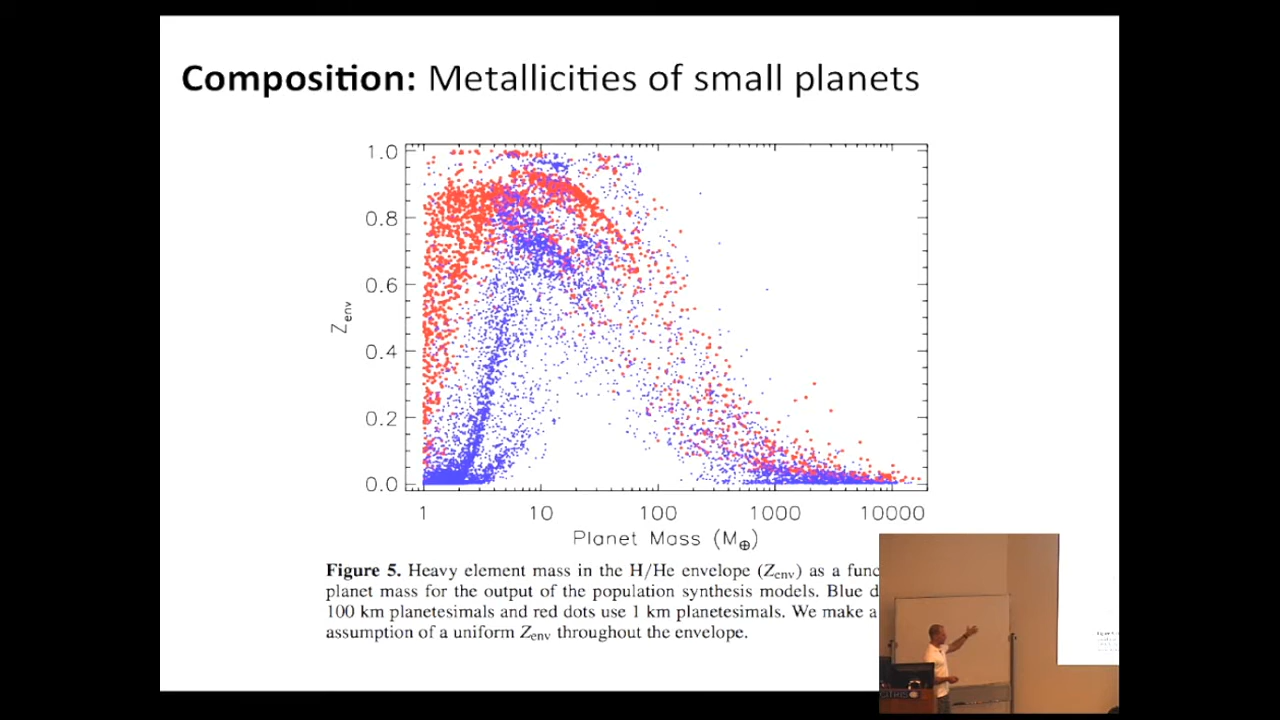 Composition: Metallicities of small planets
1.0
0.8
0.6
0.4
0.2
0.0
Z_env
1 10 100 1000 10000
Planet Mass (M⊕)
Figure 5. Heavy element mass in the H/He envelope (Z_env) as a func
planet mass for the output of the population synthesis models. Blue d
100 km planetesimals and red dots use 1 km planetesimals. We make a
assumption of a uniform Z_env throughout the envelope.